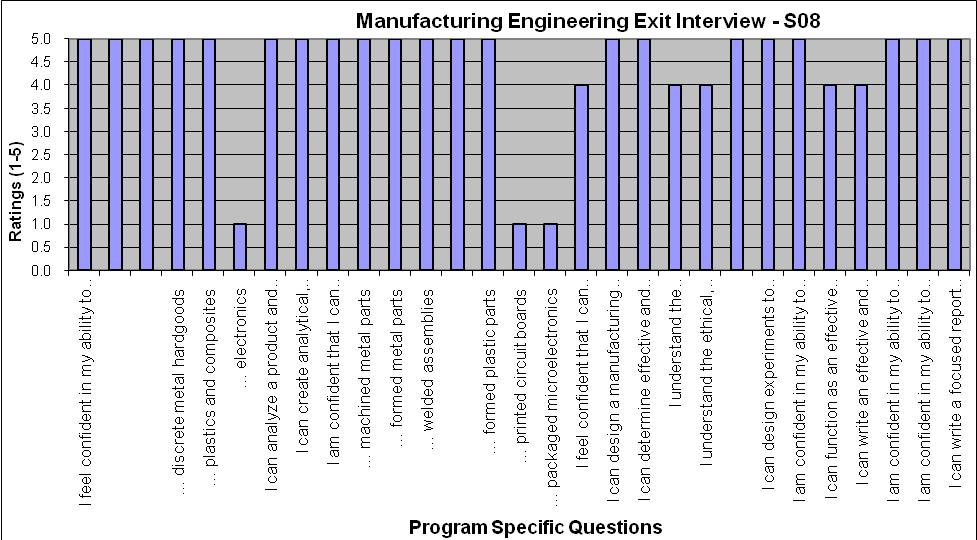 Manufacturing Engineering Exit Interview - S08
Ratings (1-5)
5.0
4.5
4.0
3.5
3.0
2.5
2.0
1.5
1.0
0.5
0.0
I feel confident in my ability to…
… discrete metal hardgoods
… plastics and composites
… electronics
I can analyze a product and…
I can create analytical,…
I am confident that I can…
… machined metal parts
… formed metal parts
… welded assemblies
… formed plastic parts
… printed circuit boards
… packaged microelectronics
I feel confident that I can…
I can design a manufacturing…
I can determine effective and…
I understand the…
I understand the ethical,…
I can design experiments to…
I am confident in my ability to…
I can function as an effective…
I can write an effective and…
I am confident in my ability to…
I am confident in my ability to…
I can write a focused report…
Program Specific Questions